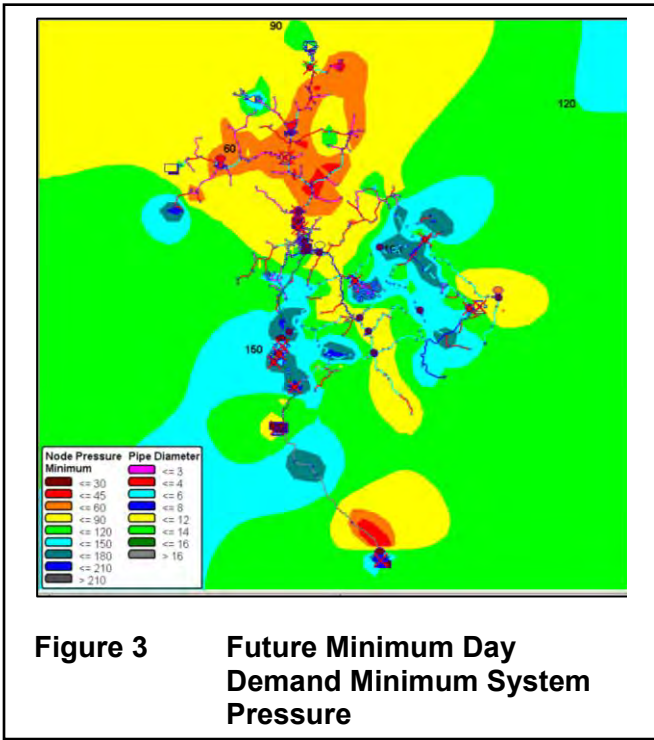 90
120
60
150
Node Pressure Minimum Pipe Diameter
<= 30 <= 3
<= 45 <= 4
<= 60 <= 6
<= 90 <= 8
<= 120 <= 12
<= 150 <= 14
<= 180 <= 16
<= 210 > 16
> 210
Figure 3 Future Minimum Day
Demand Minimum System
Pressure